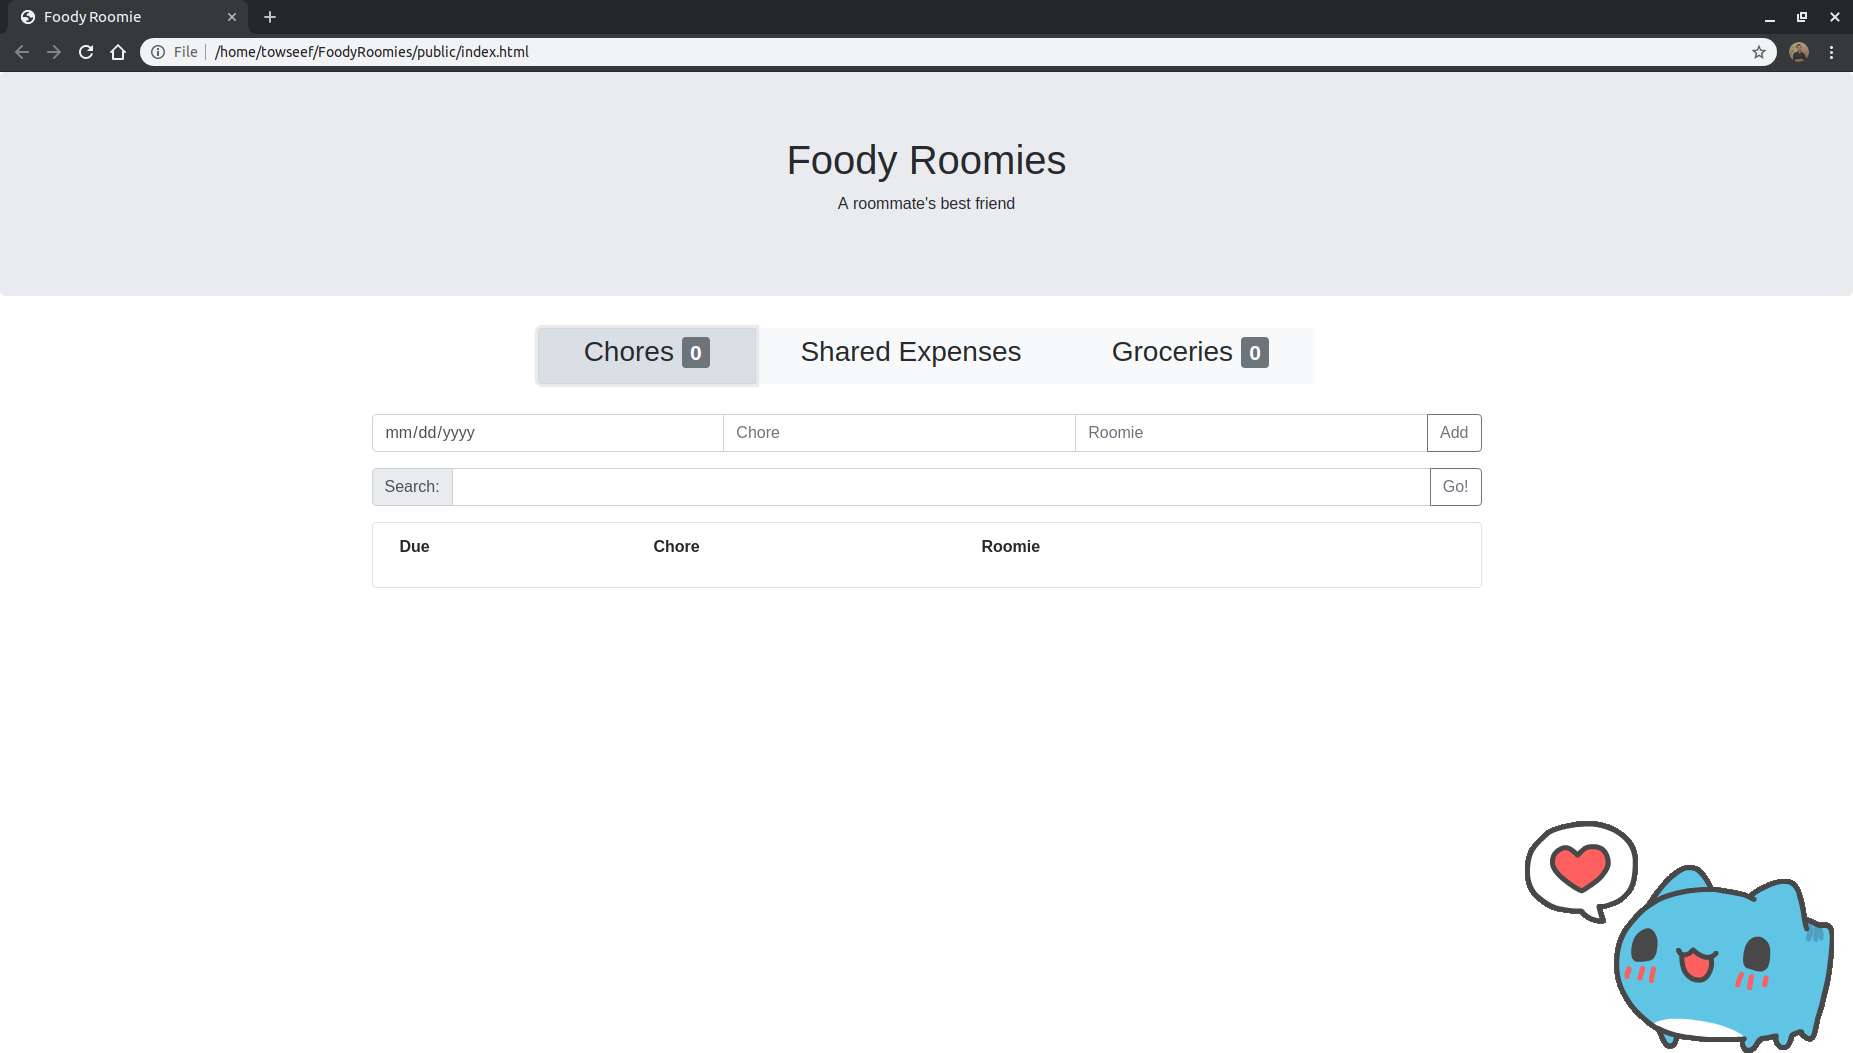 Foody Roomie
File | /home/towseef/FoodyRoomies/public/index.html
Foody Roomies
A roommate's best friend
Chores 0 Shared Expenses Groceries 0
mm/dd/yyyy Chore Roomie Add
Search: Go!
Due Chore Roomie